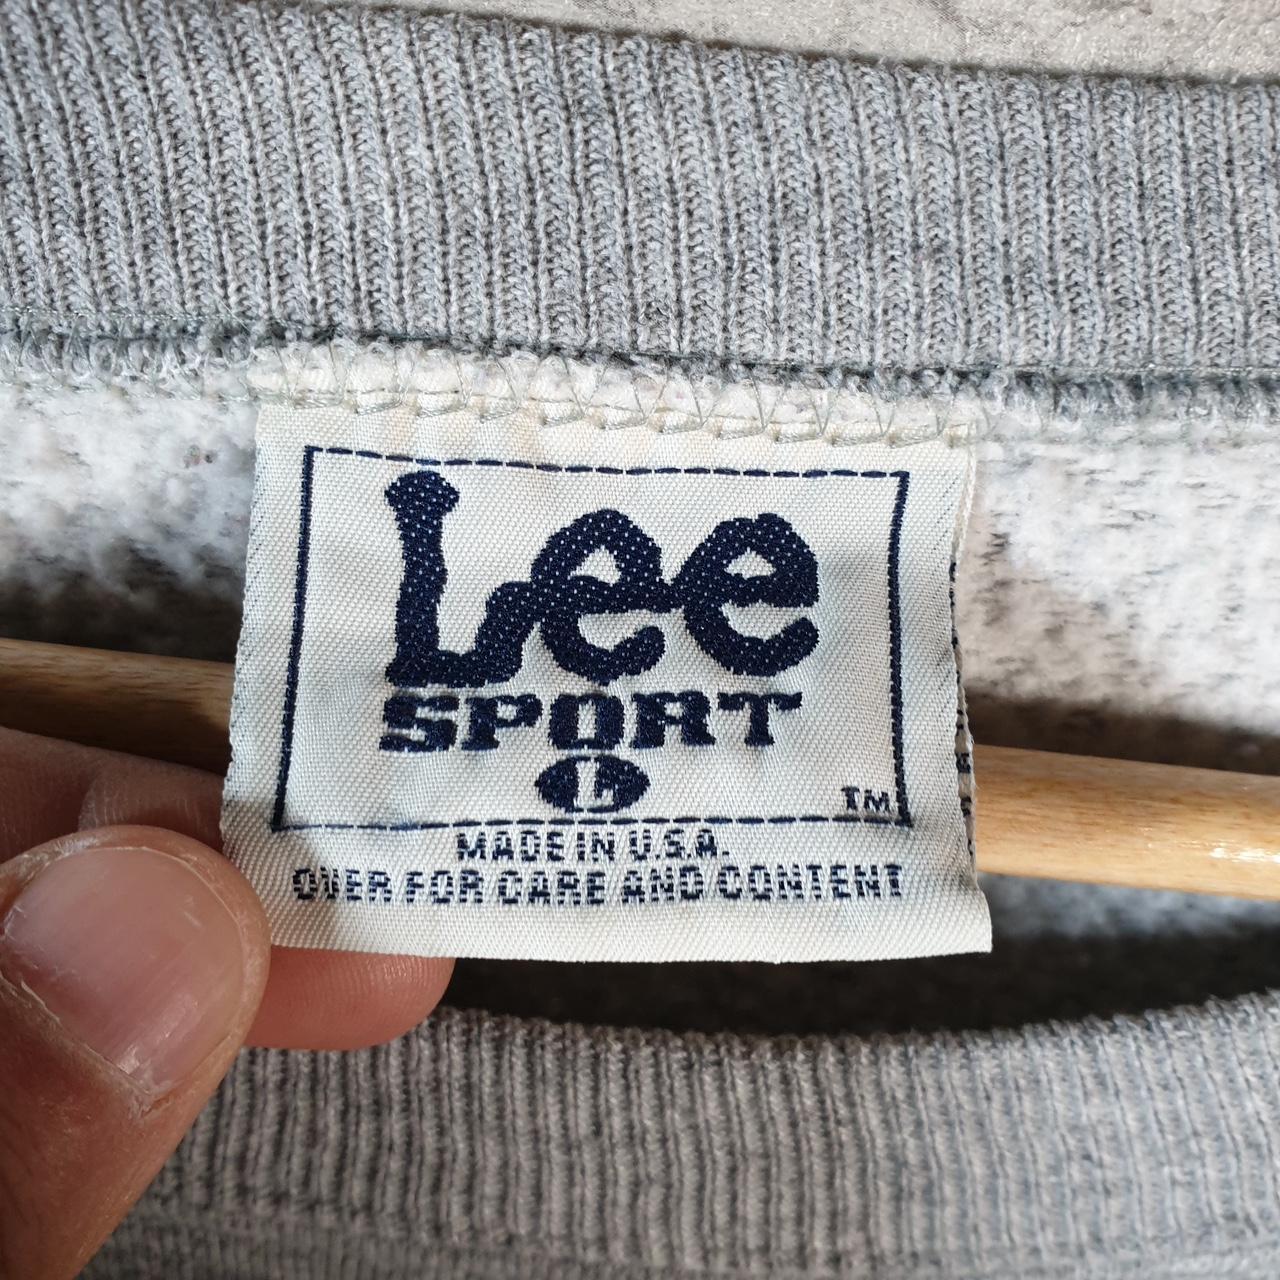 Lee
SPORT
L
TM
MADE IN U.S.A.
OVER FOR CARE AND CONTENT